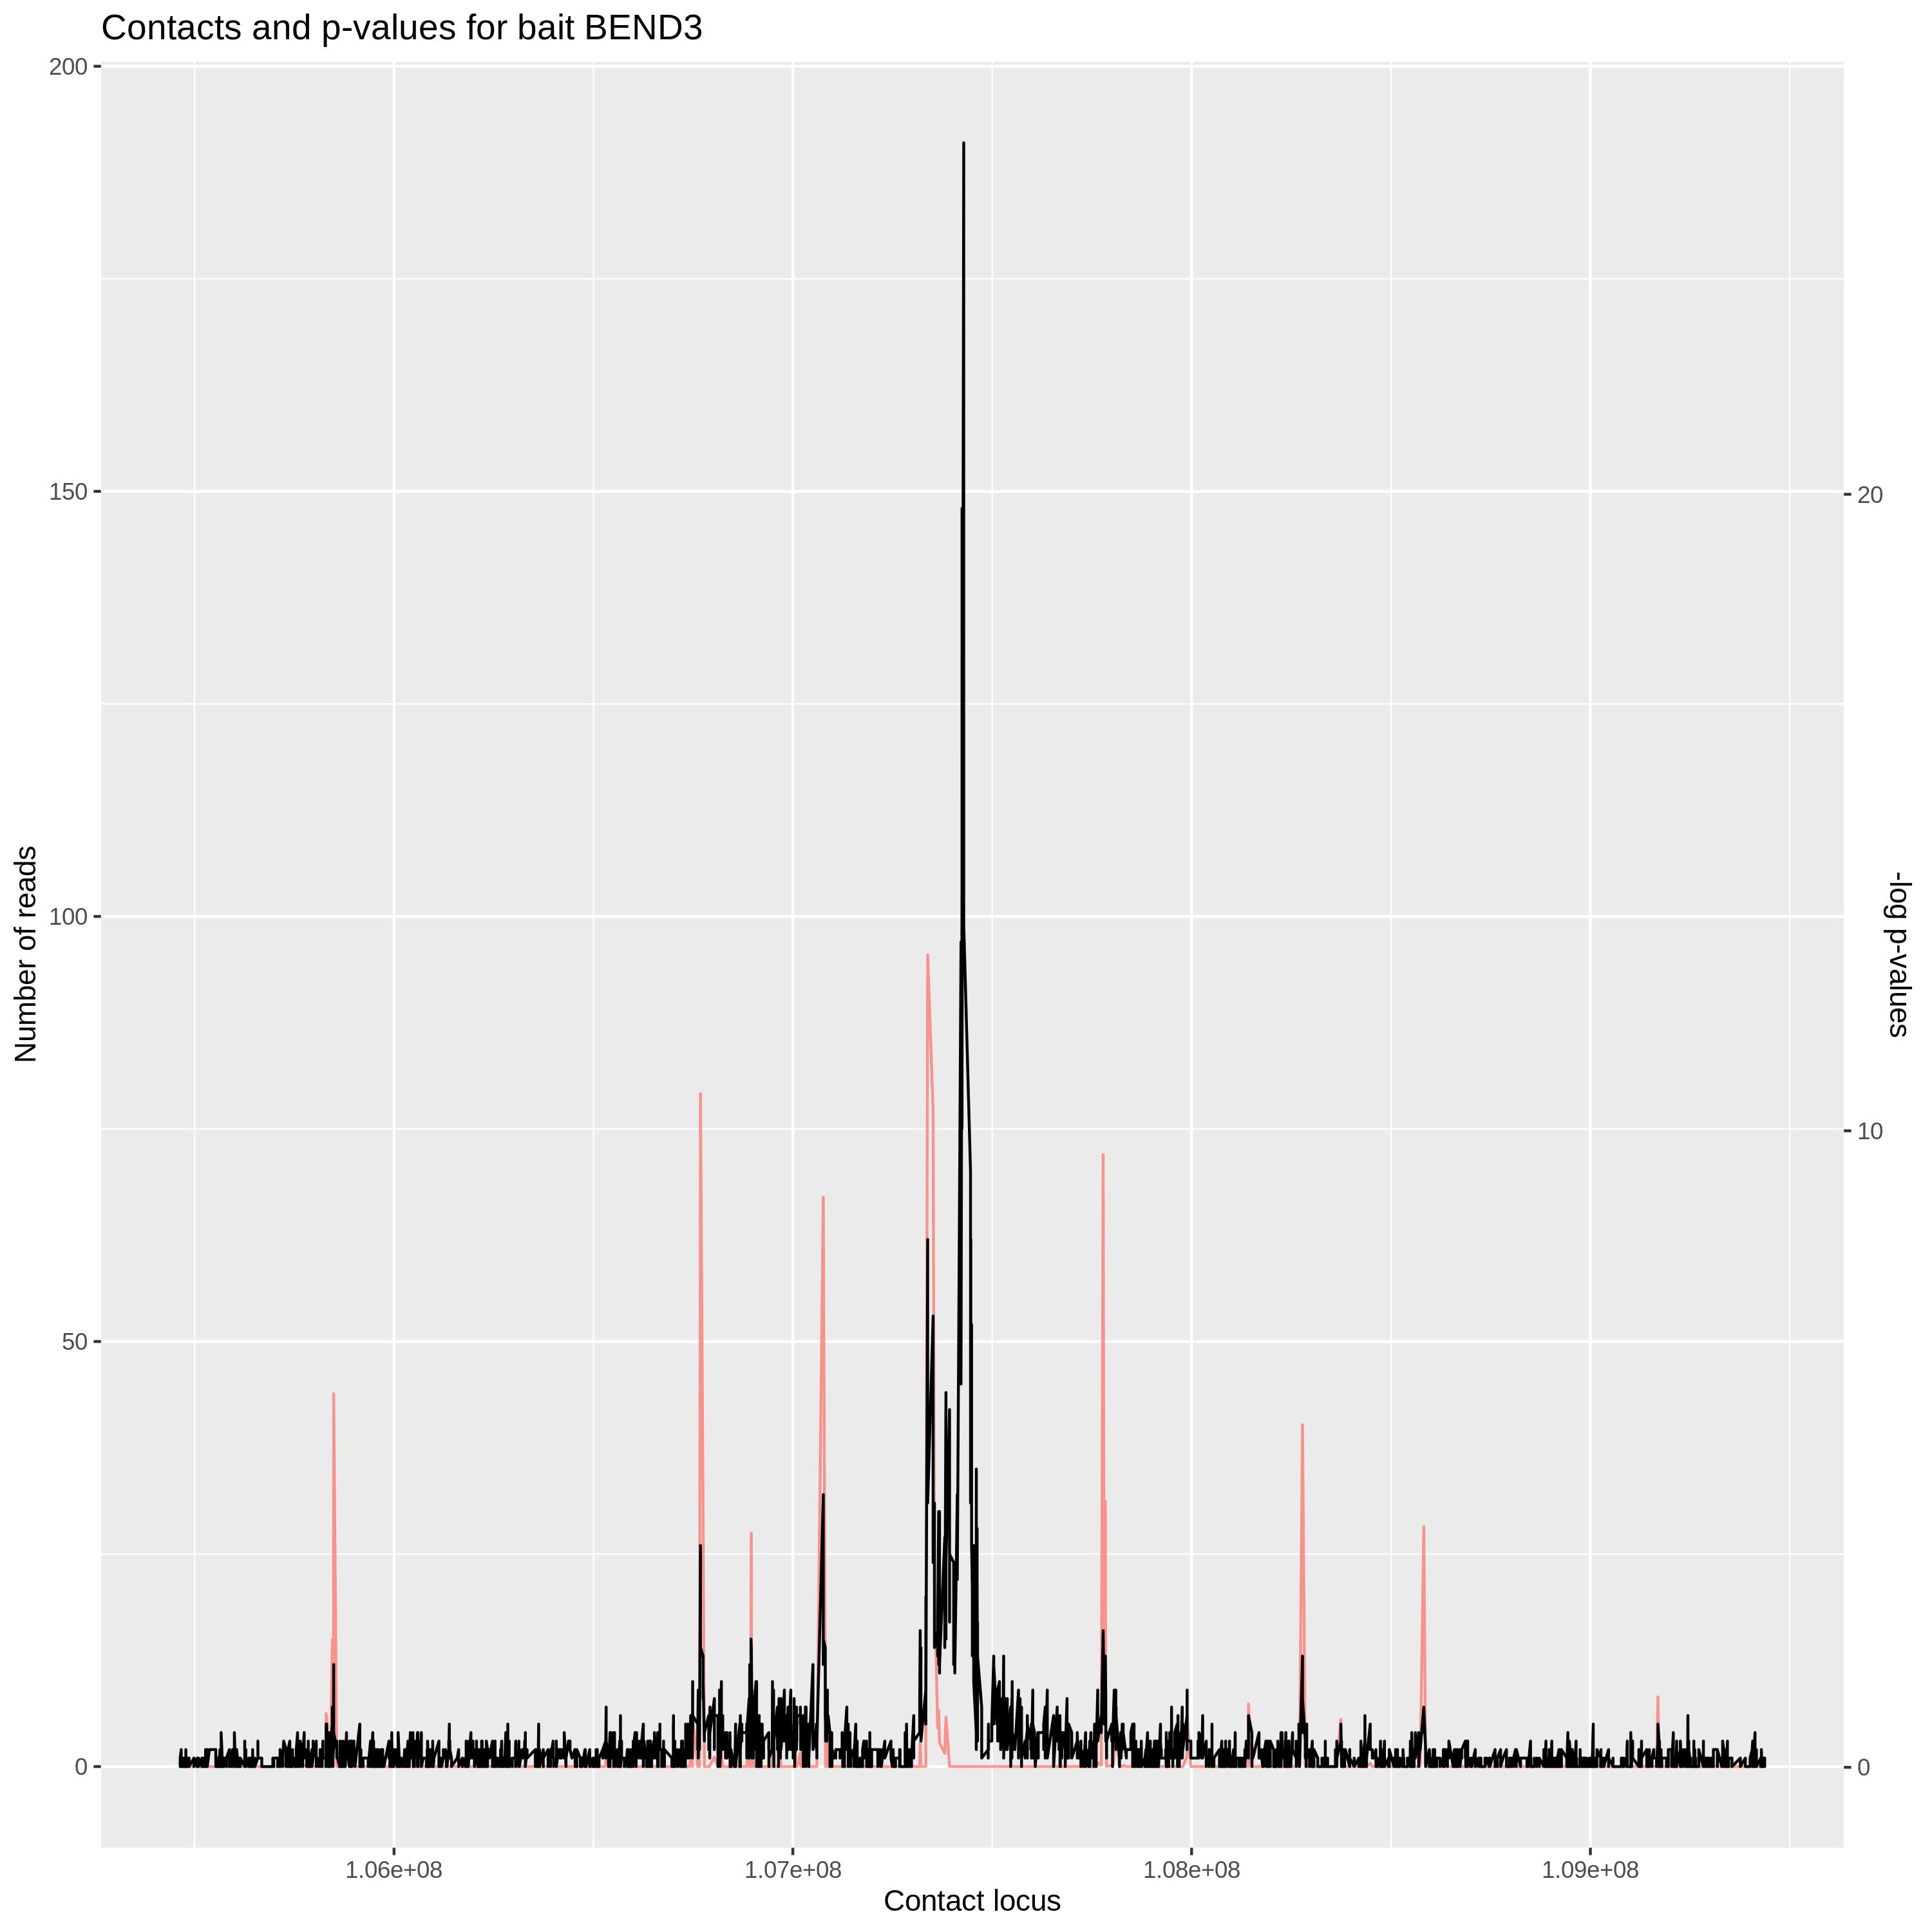 Contacts and p-values for bait BEND3
200
150
100
50
0
Number of reads
20
10
0
-log p-values
1.06e+08
1.07e+08
1.08e+08
1.09e+08
Contact locus